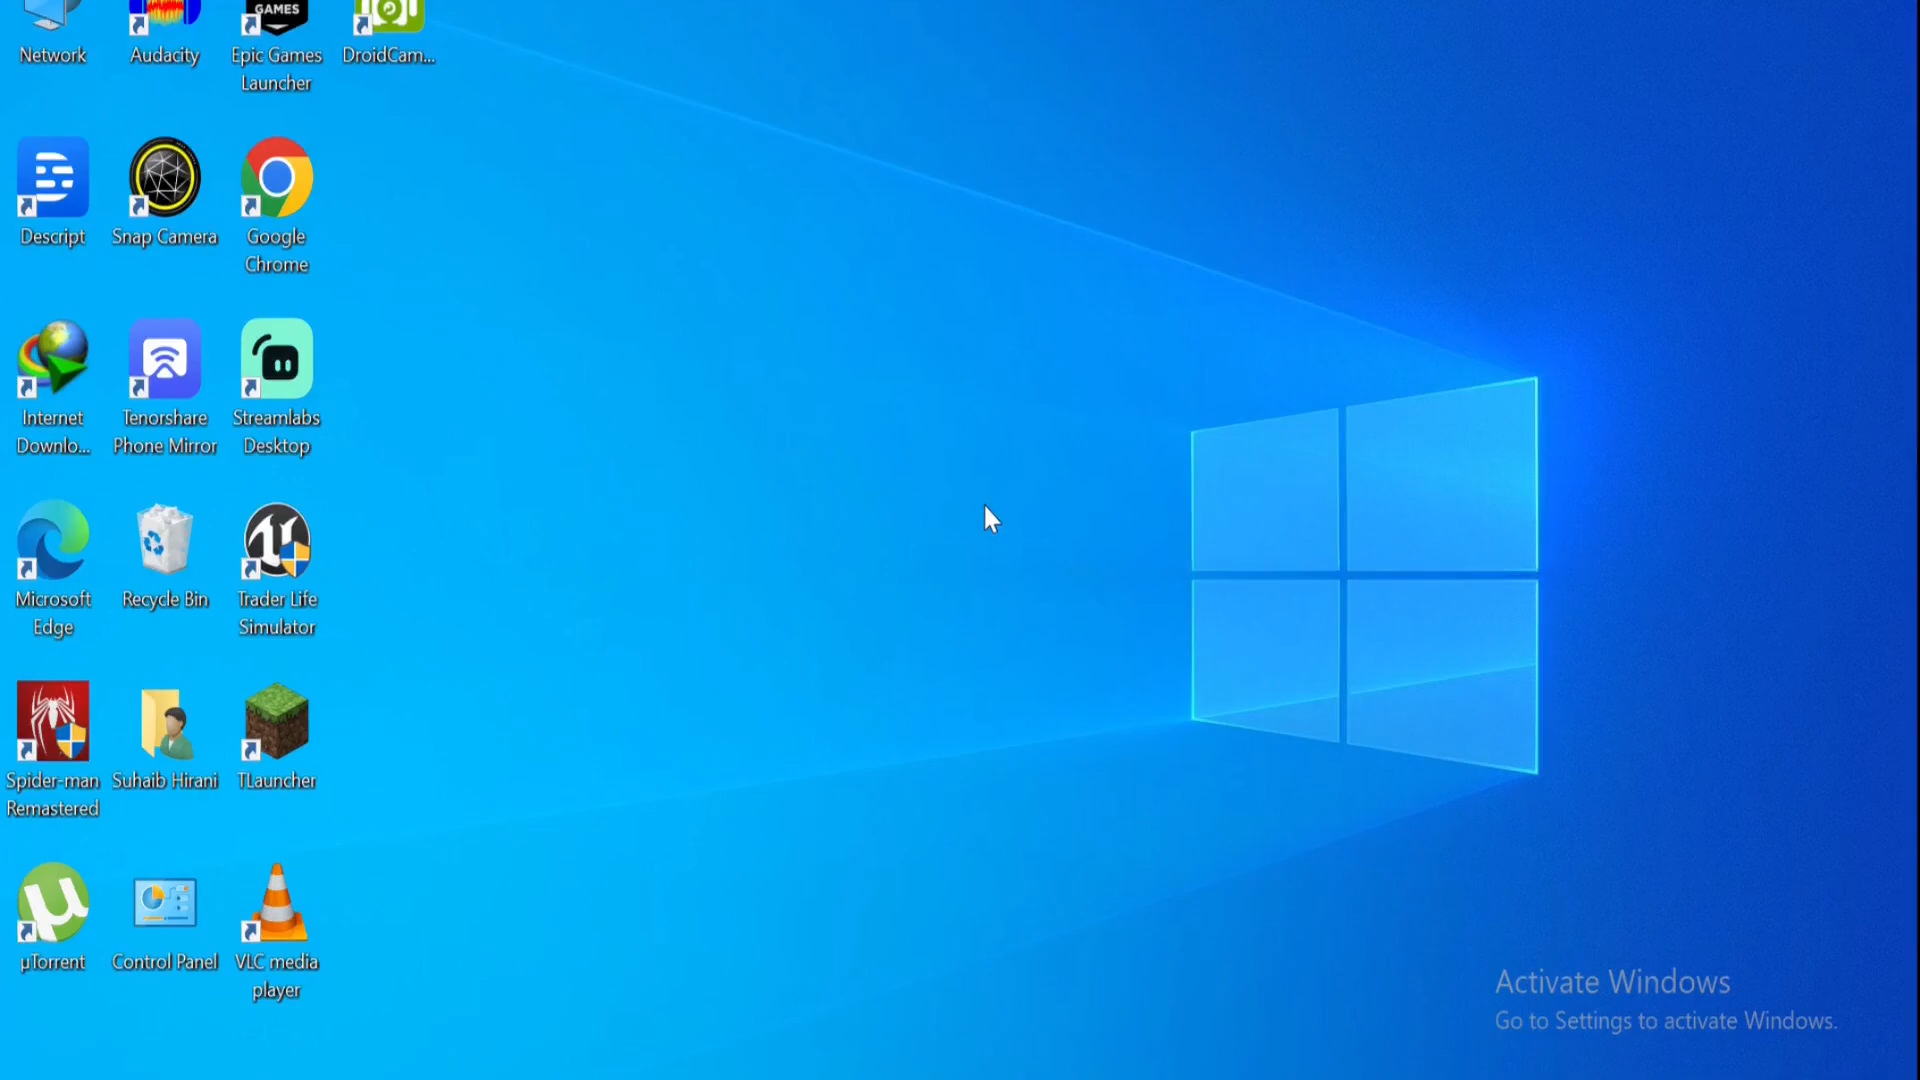 Network
Audacity
GAMES
Epic Games
Launcher
DroidCam...
Descript
Snap Camera
Google
Chrome
Internet
Downlo...
Tenorshare
Phone Mirror
Streamlabs
Desktop
Microsoft
Edge
Recycle Bin
Trader Life
Simulator
Spider-man
Remastered
Suhaib Hirani
TLauncher
µTorrent
Control Panel
VLC media
player
Activate Windows
Go to Settings to activate Windows.